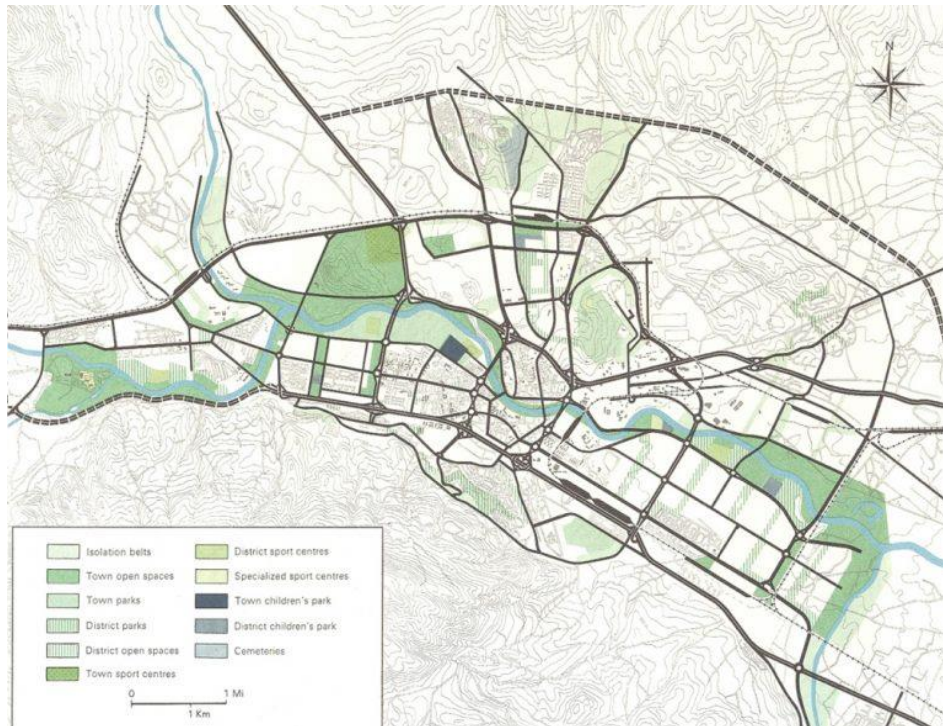 N
Isolation belts
Town open spaces
Town parks
District parks
District open spaces
Town sport centres
District sport centres
Specialized sport centres
Town children's park
District children's park
Cemeteries
0
1 Mi
1 Km